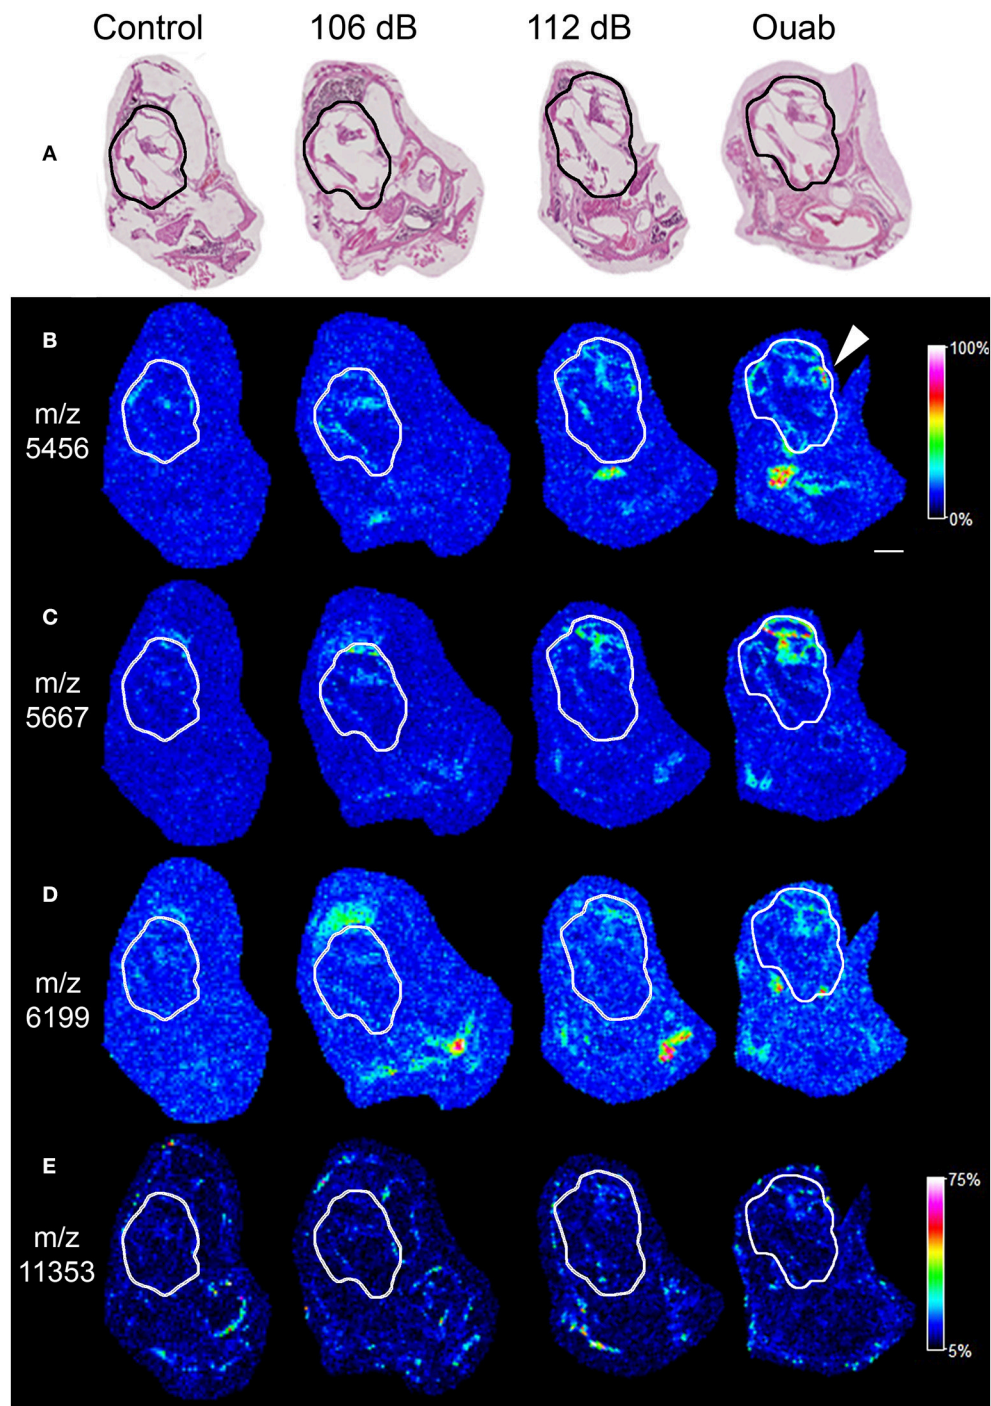 Control 106 dB 112 dB Ouab
A
B
m/z
5456
100%
0%
C
m/z
5667
D
m/z
6199
E
m/z
11353
75%
5%